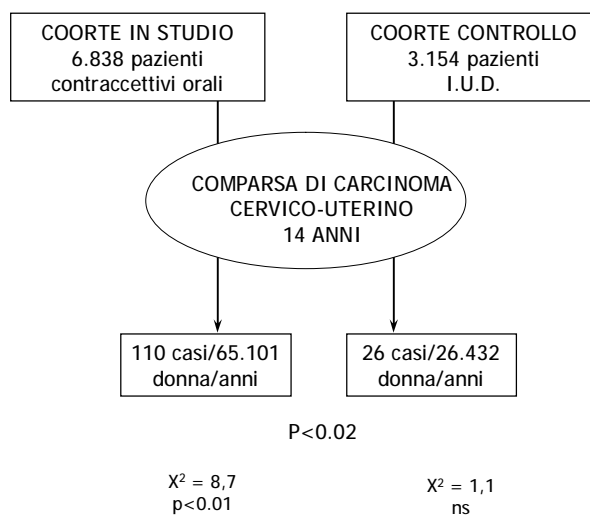 COORTE IN STUDIO
6.838 pazienti
contraccettivi orali
COORTE CONTROLLO
3.154 pazienti
I.U.D.
COMPARSA DI CARCINOMA
CERVICO-UTERINO
14 ANNI
110 casi/65.101
donna/anni
26 casi/26.432
donna/anni
P<0.02
X² = 8,7
p<0.01
X² = 1,1
ns